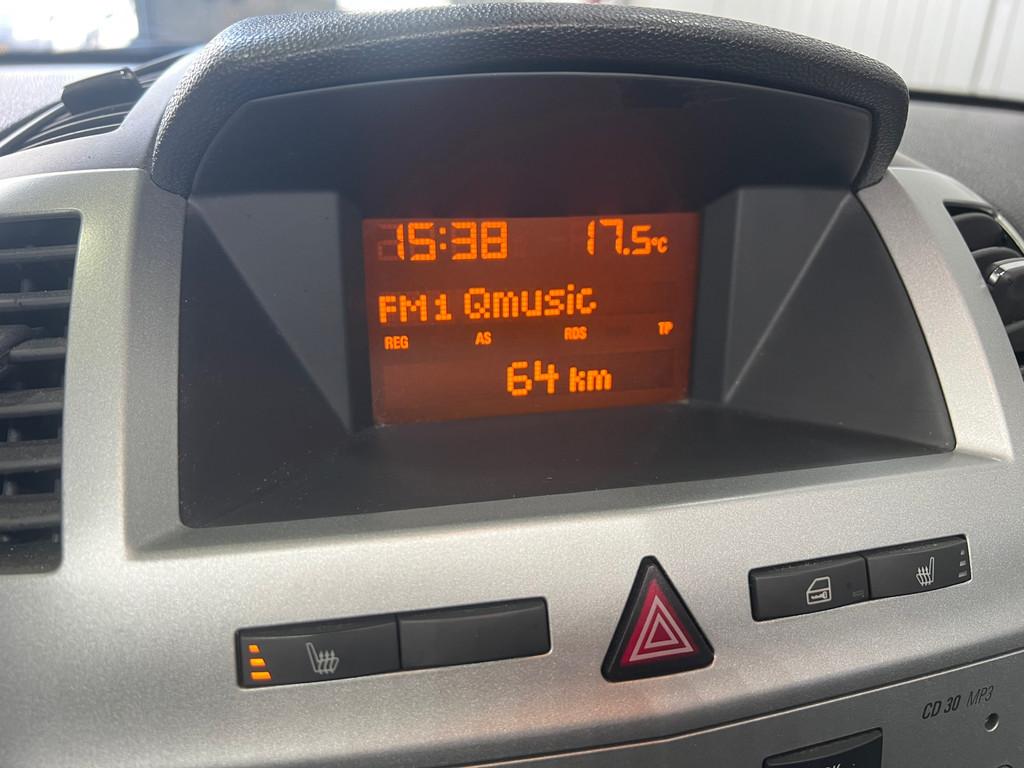 15:38 17.5°C
FM1 Qmusic
REG AS RDS TP
64 km
CD 30 MP3